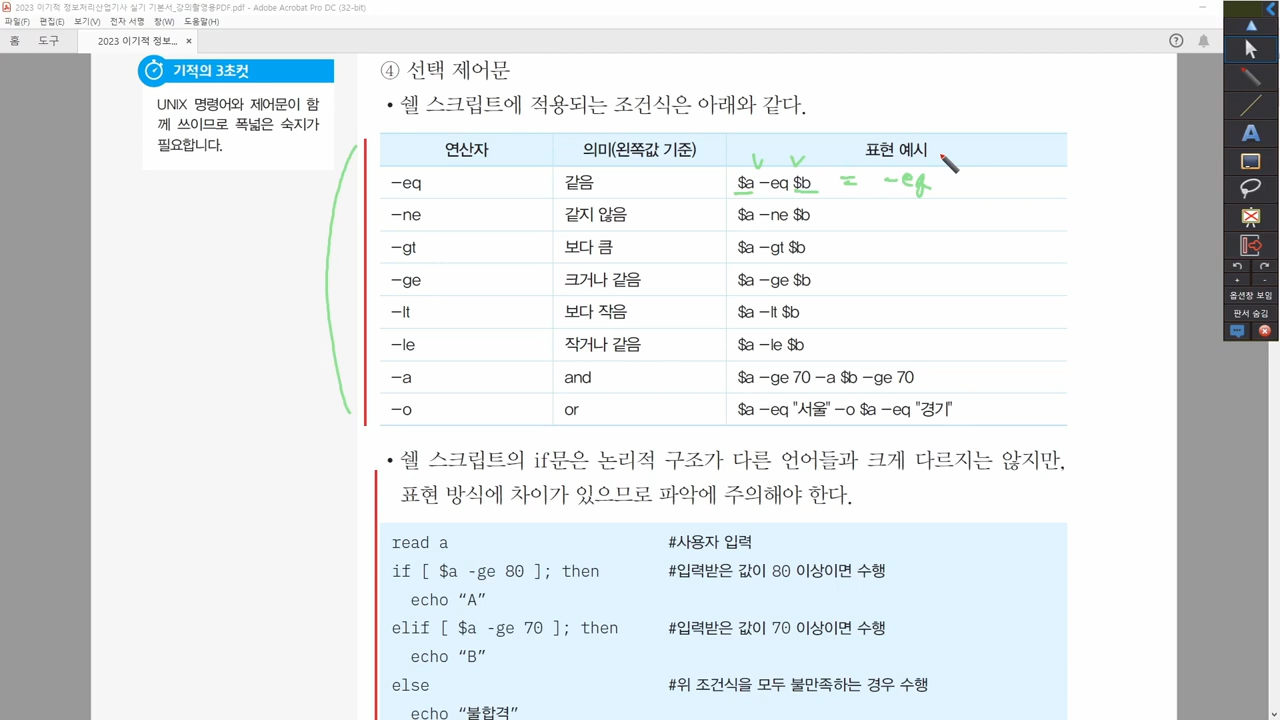 2023 이기적 정보처리산업기사 실기 기본서_강의촬영용PDF.pdf - Adobe Acrobat Pro DC (32-bit)
파일(F) 편집(E) 보기(V) 전자 서명 창(W) 도움말(H)
홈 도구 2023 이기적 정보... ×
기적의 3초컷
UNIX 명령어와 제어문이 함
께 쓰이므로 폭넓은 숙지가
필요합니다.
④ 선택 제어문
• 쉘 스크립트에 적용되는 조건식은 아래와 같다.
연산자 의미(왼쪽값 기준) 표현 예시
-eq 같음 $a -eq $b = -eq
-ne 같지 않음 $a -ne $b
-gt 보다 큼 $a -gt $b
-ge 크거나 같음 $a -ge $b
-lt 보다 작음 $a -lt $b
-le 작거나 같음 $a -le $b
-a and $a -ge 70 -a $b -ge 70
-o or $a -eq "서울" -o $a -eq "경기"
• 쉘 스크립트의 if문은 논리적 구조가 다른 언어들과 크게 다르지는 않지만,
표현 방식에 차이가 있으므로 파악에 주의해야 한다.
read a #사용자 입력
if [ $a -ge 80 ]; then #입력받은 값이 80 이상이면 수행
echo “A”
elif [ $a -ge 70 ]; then #입력받은 값이 70 이상이면 수행
echo “B”
else #위 조건식을 모두 불만족하는 경우 수행
echo “불합격”
A
옵션창 보임
판서 숨김